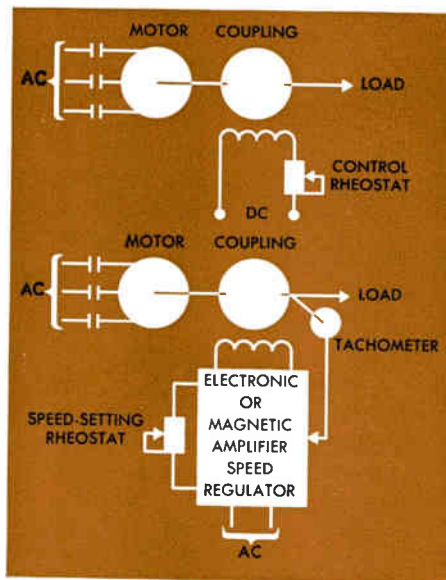 MOTOR COUPLING
AC
LOAD
CONTROL
RHEOSTAT
DC
MOTOR COUPLING
AC
LOAD
TACHOMETER
SPEED-SETTING
RHEOSTAT
ELECTRONIC
OR
MAGNETIC
AMPLIFIER
SPEED
REGULATOR
AC